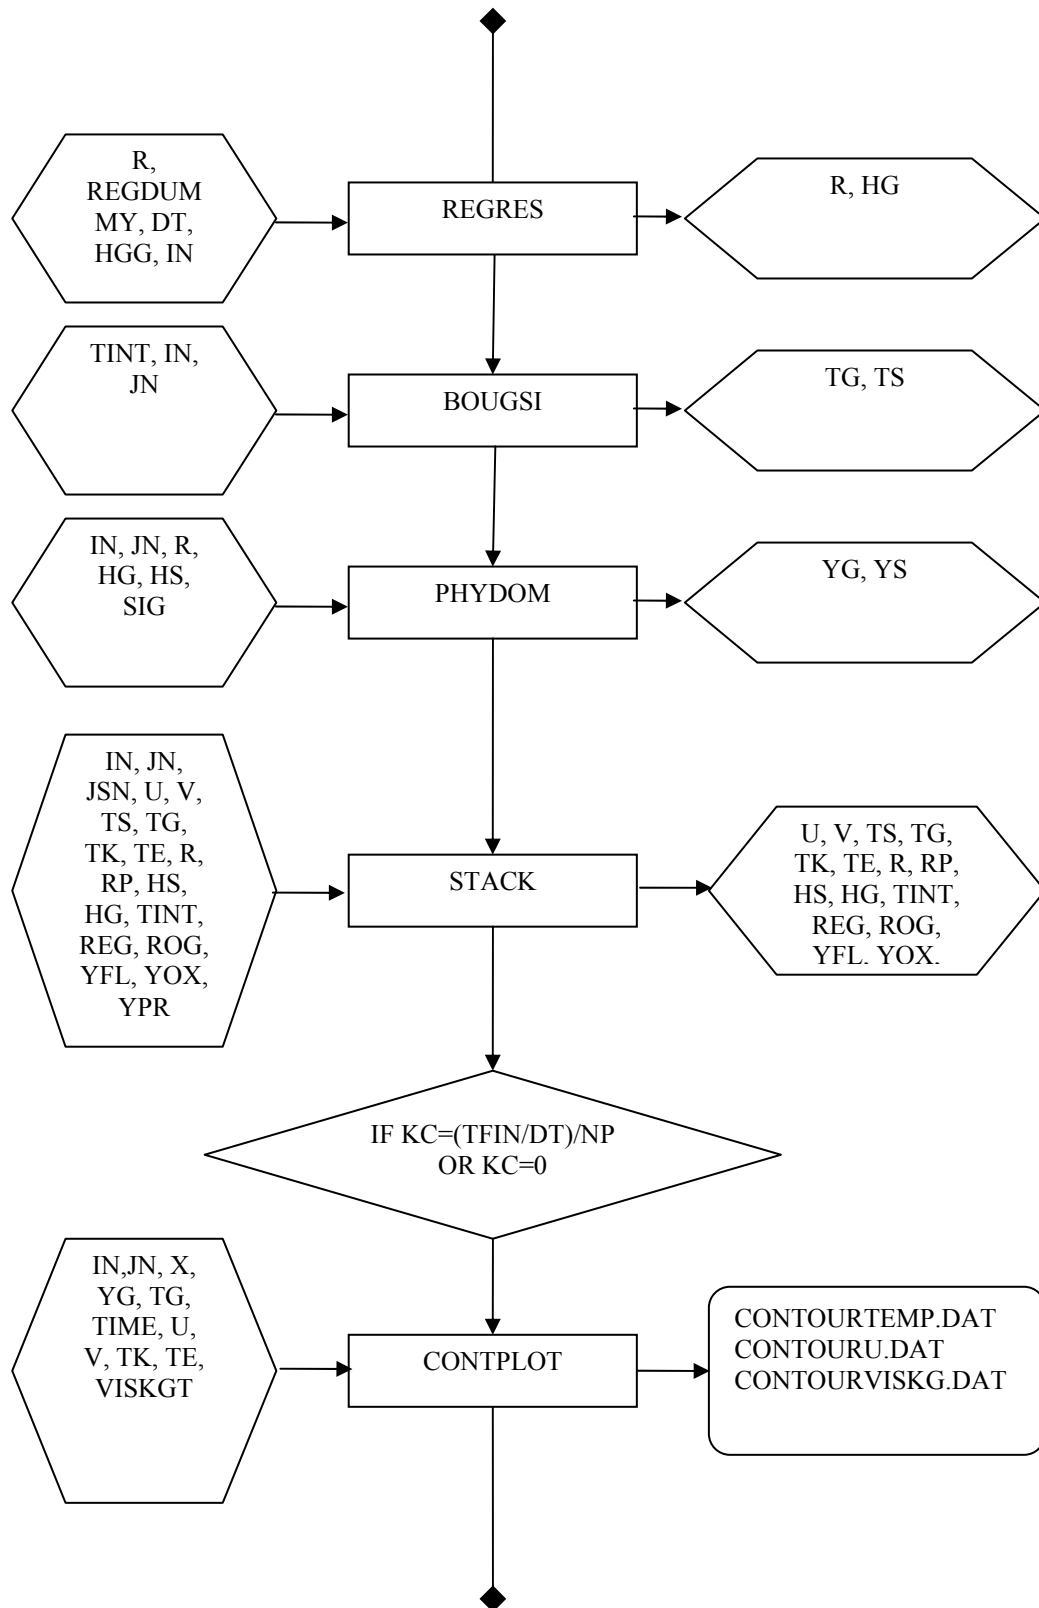 R,
REGDUM
MY, DT,
HGG, IN
REGRES
R, HG
TINT, IN,
JN
BOUGSI
TG, TS
IN, JN, R,
HG, HS,
SIG
PHYDOM
YG, YS
IN, JN,
JSN, U, V,
TS, TG,
TK, TE, R,
RP, HS,
HG, TINT,
REG, ROG,
YFL, YOX,
YPR
STACK
U, V, TS, TG,
TK, TE, R, RP,
HS, HG, TINT,
REG, ROG,
YFL, YOX,
IF KC=(TFIN/DT)/NP
OR KC=0
IN,JN, X,
YG, TG,
TIME, U,
V, TK, TE,
VISKGT
CONTPLOT
CONTOURTEMP.DAT
CONTOURU.DAT
CONTOURVISKG.DAT